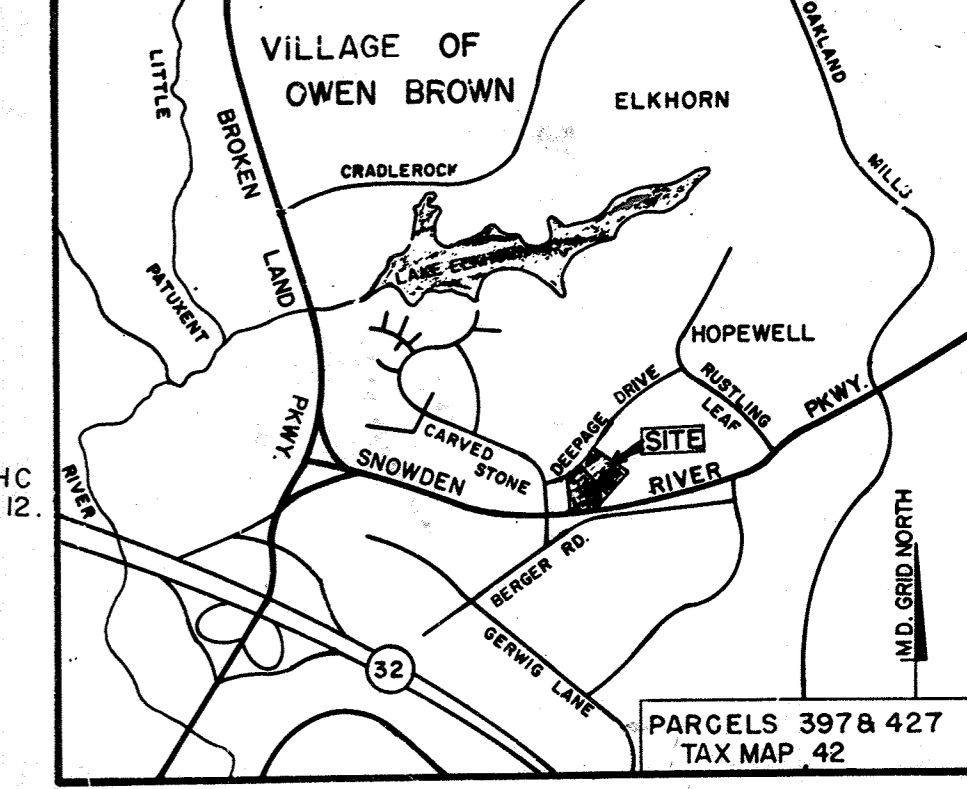 VILLAGE OF
OWEN BROWN
ELKHORN
OAKLAND
MILLS
LITTLE
PATUXENT
RIVER
BROKEN
LAND
PKWY.
CRADLEROCK
LAKE ELKHORN
HOPEWELL
DEEPAGE DRIVE
RUSTLING
LEAF
PKWY.
SITE
CARVED
STONE
SNOWDEN
RIVER
HC
12.
BERGER RD.
GERWIG LANE
32
MD. GRID NORTH
PARCELS 397 & 427
TAX MAP 42